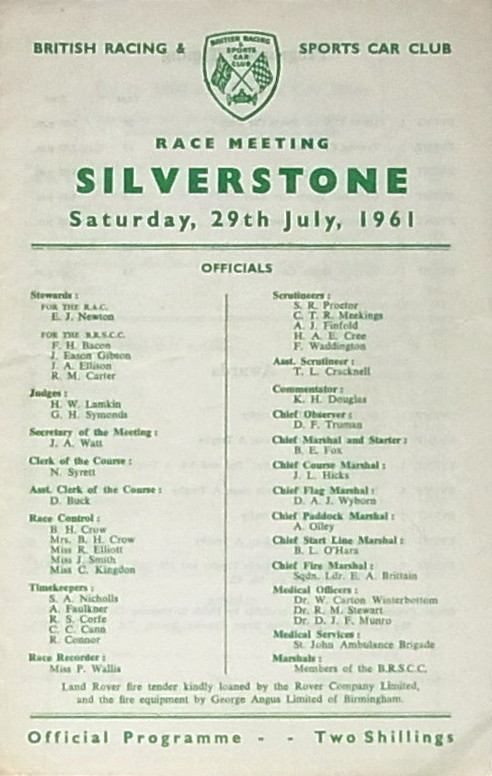 BRITISH RACING & SPORTS CAR CLUB
BRITISH RACING
&
SPORTS
CAR
CLUB
RACE MEETING
SILVERSTONE
Saturday, 29th July, 1961
OFFICIALS
Stewards :
FOR THE R.A.C.
E. J. Newton
FOR THE B.R.S.C.C.
F. H. Bacon
J. Eason Gibson
J. A. Ellison
R. M. Carter
Judges :
H. W. Lamkin
G. H. Symonds
Secretary of the Meeting :
J. A. Watt
Clerk of the Course :
N. Syrett
Asst. Clerk of the Course :
D. Buck
Race Control :
B. H. Crow
Mrs. B. H. Crow
Miss R. Elliott
Miss J. Smith
Miss C. Kingdon
Timekeepers :
S. A. Nicholls
A. Faulkner
R. S. Corfe
C. C. Cann
R. Connor
Race Recorder :
Miss P. Wallis
Scrutineers :
S. R. Proctor
C. T. R. Meekings
A. J. Finfold
H. A. E. Cree
F. Waddington
Asst. Scrutineer :
T. L. Cracknell
Commentator :
K. H. Douglas
Chief Observer :
D. F. Truman
Chief Marshal and Starter :
B. E. Fox
Chief Course Marshal :
J. L. Hicks
Chief Flag Marshal :
D. A. J. Wyborn
Chief Paddock Marshal :
A. Olley
Chief Start Line Marshal :
B. L. O'Hara
Chief Fire Marshal :
Sqdn. Ldr. E. A. Brittain
Medical Officers :
Dr. W. Carton Winterbottom
Dr. R. M. Stewart
Dr. D. J. F. Munro
Medical Services :
St. John Ambulance Brigade
Marshals :
Members of the B.R.S.C.C.
Land Rover fire tender kindly loaned by the Rover Company Limited,
and the fire equipment by George Angus Limited of Birmingham.
Official Programme - - Two Shillings